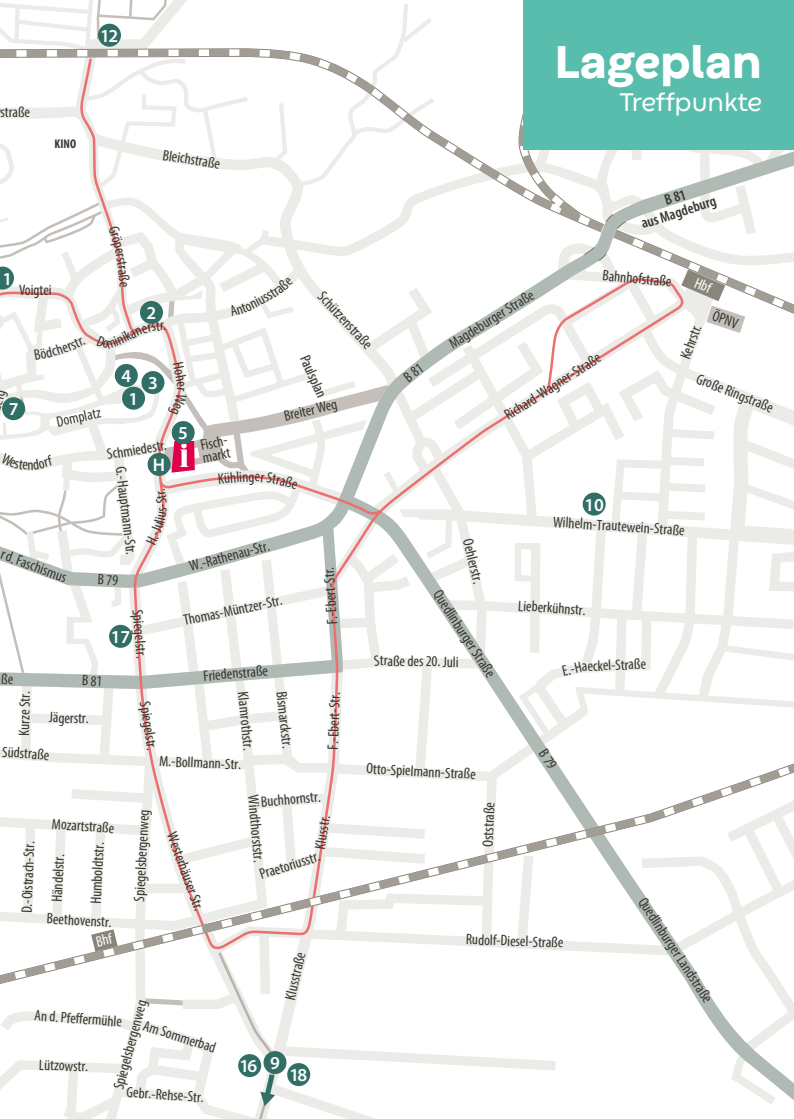 12
Lageplan
Treffpunkte
straße
KINO
Bleichstraße
B 81
aus Magdeburg
Gröperstraße
1
Voigtei
Bahnhofstraße
Hbf
ÖPNV
2
Antoniusstraße
Schützenstraße
Magdeburger Straße
Dominikanerstr.
Bödcherstr.
Kehrstr.
Paulsplan
Hoher Weg
4
3
1
B 81
Richard-Wagner-Straße
Große Ringstraße
7
Domplatz
Breiter Weg
5
i
Fisch-
markt
Schmiedestr.
H
Westendorf
G.-Hauptmann-Str.
Kühlinger Straße
H.-Julius-Str.
10
Wilhelm-Trautewein-Straße
rd. Faschismus
B 79
W.-Rathenau-Str.
Oehlerstr.
F.-Ebert-Str.
Quedlinburger Straße
Thomas-Müntzer-Str.
Lieberkühnstr.
17
Spiegelstr.
Straße des 20. Juli
E.-Haeckel-Straße
ße
B 81
Friedenstraße
Kurze Str.
Jägerstr.
Spiegelstr.
Klamrothstr.
Bismarckstr.
F.-Ebert-Str.
Südstraße
M.-Bollmann-Str.
Otto-Spielmann-Straße
B 79
Buchhornstr.
Windthorststr.
Mozartstraße
Spiegelsbergenweg
Westerhäuser Str.
Klusstr.
Oststraße
D.-Oistrach-Str.
Händelstr.
Humboldtstr.
Praetoriusstr.
Beethovenstr.
Bhf
Rudolf-Diesel-Straße
Quedlinburger Landstraße
Klusstraße
An d. Pfeffermühle
Spiegelsbergenweg
Am Sommerbad
Lützowstr.
Gebr.-Rehse-Str.
16
9
18